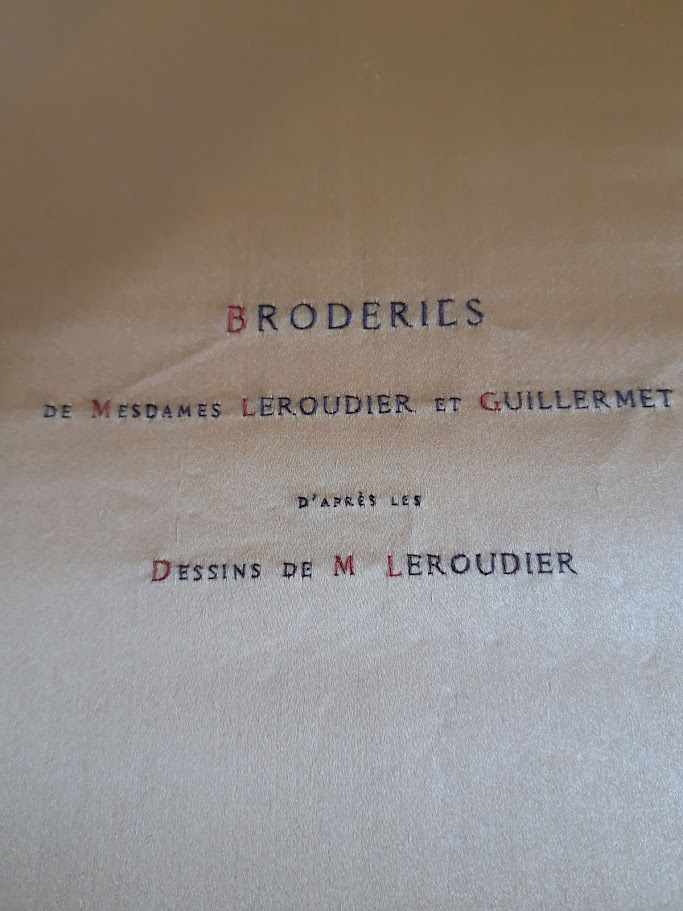 BRODERIES
DE MESDAMES LEROUDIER ET GUILLERMET
D'APRÈS LES
DESSINS DE M LEROUDIER